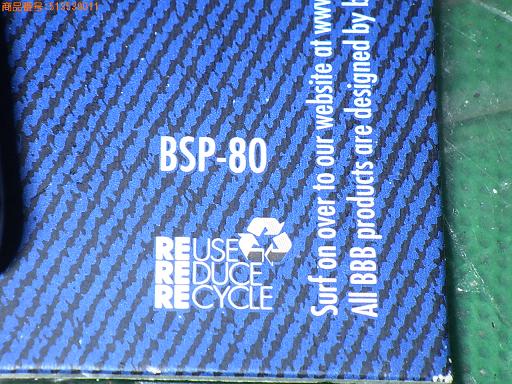 商品番号:513538011
BSP-80
REUSE
REDUCE
RECYCLE
Surf on over to our website at www
All BBB products are designed by